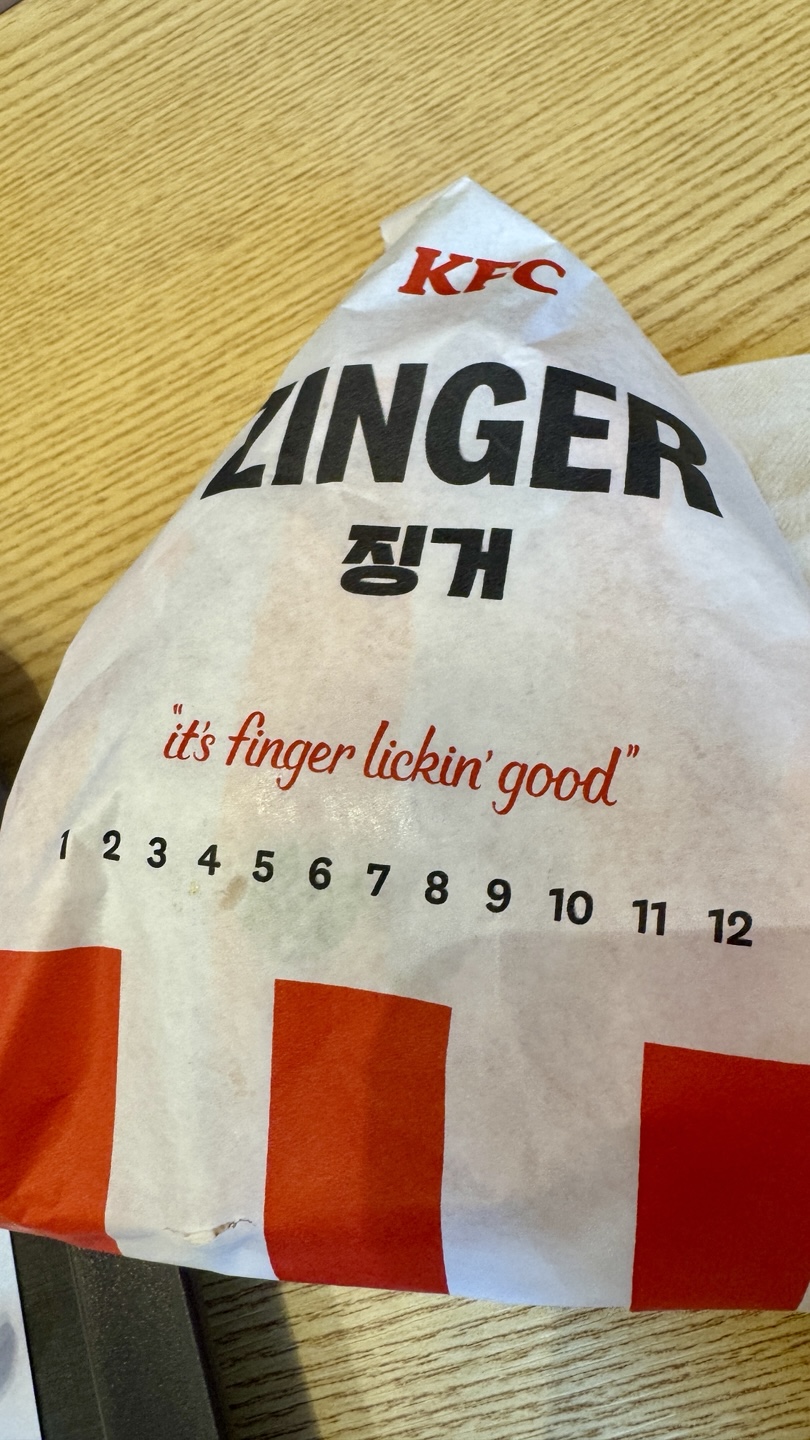 KFC
ZINGER
징거
"it's finger lickin' good"
1 2 3 4 5 6 7 8 9 10 11 12